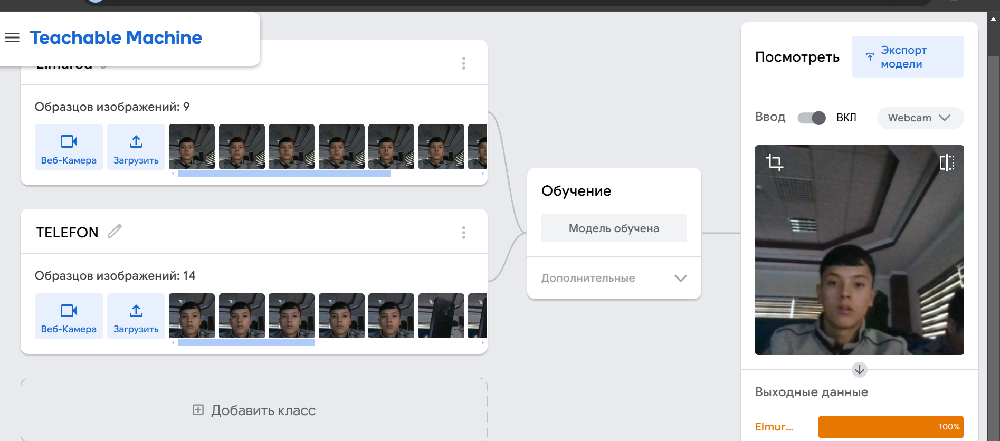 Teachable Machine
Elmurod
Образцов изображений: 9
Веб-Камера
Загрузить
TELEFON
Образцов изображений: 14
Веб-Камера
Загрузить
Добавить класс
Обучение
Модель обучена
Дополнительные
Посмотреть
Экспорт
модели
Ввод
ВКЛ
Webcam
Выходные данные
Elmur...
100%